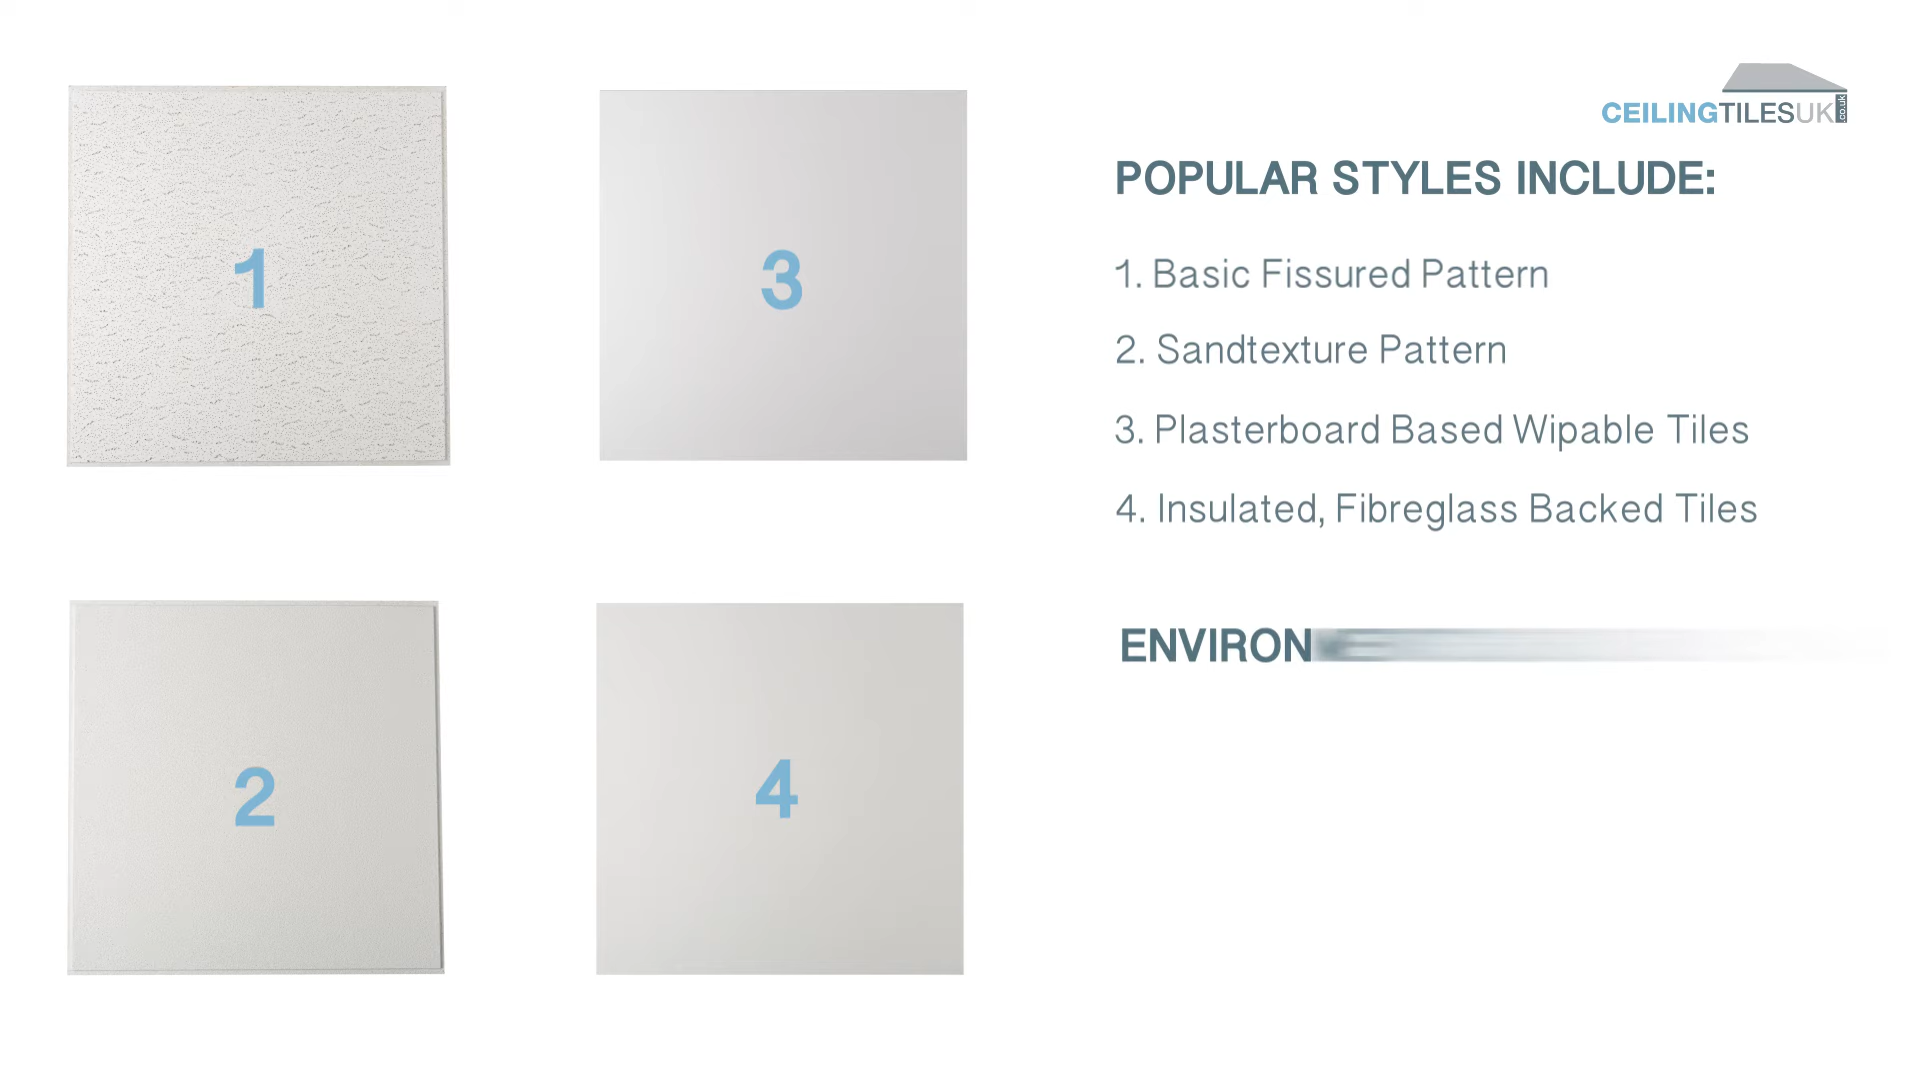 1
3
2
4
CEILINGTILESUK.co.uk
POPULAR STYLES INCLUDE:
1. Basic Fissured Pattern
2. Sandtexture Pattern
3. Plasterboard Based Wipable Tiles
4. Insulated, Fibreglass Backed Tiles
ENVIRON